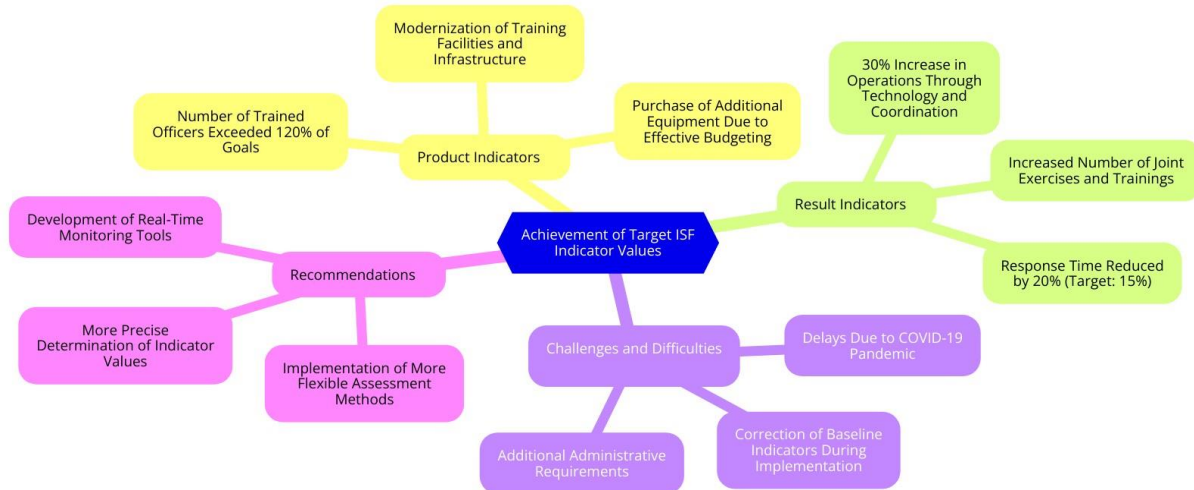 Modernization of Training
Facilities and
Infrastructure
Number of Trained
Officers Exceeded 120% of
Goals
Purchase of Additional
Equipment Due to
Effective Budgeting
Product Indicators
30% Increase in
Operations Through
Technology and
Coordination
Increased Number of Joint
Exercises and Trainings
Result Indicators
Response Time Reduced
by 20% (Target: 15%)
Achievement of Target ISF
Indicator Values
Development of Real-Time
Monitoring Tools
Recommendations
More Precise
Determination of Indicator
Values
Implementation of More
Flexible Assessment
Methods
Challenges and Difficulties
Delays Due to COVID-19
Pandemic
Additional Administrative
Requirements
Correction of Baseline
Indicators During
Implementation